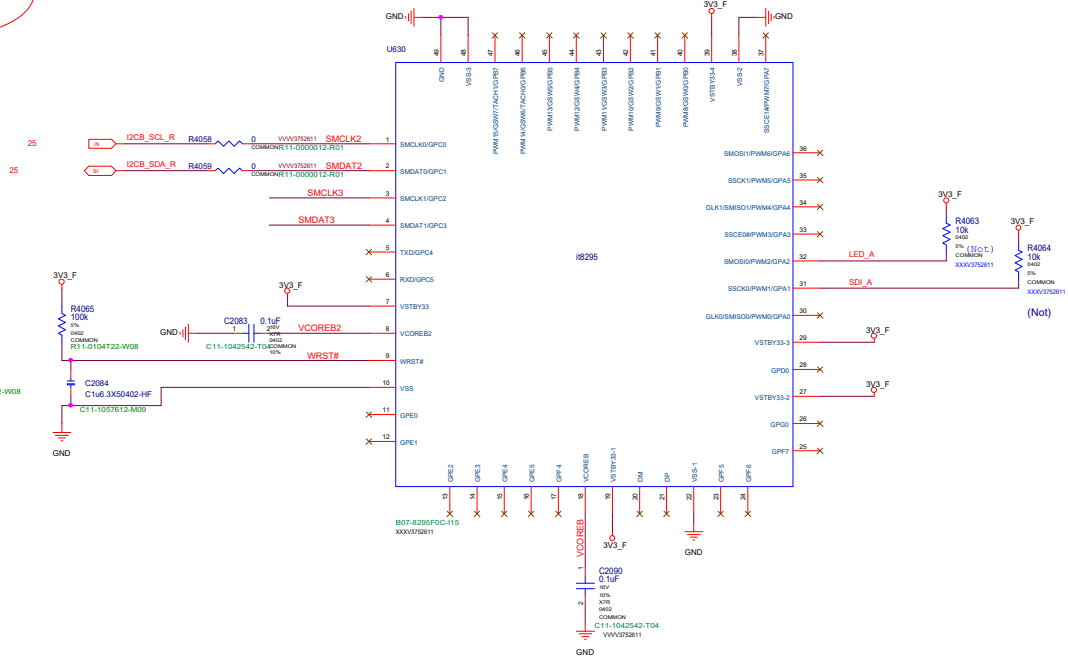 3V3_F
GND
GND
U630
49
48
47
46
45
44
43
42
41
40
39
38
37
GND
VSS-3
PWM15/GSW7/TACH1/GPB7
PWM14/GSW6/TACH0/GPB6
PWM13/GSW5/GPB5
PWM12/GSW4/GPB4
PWM11/GSW3/GPB3
PWM10/GSW2/GPB2
PWM9/GSW1/GPB1
PWM8/GSW0/GPB0
VSTBY33-4
VSS-2
SSCE1#/PWM7/GPA7
25
IN
I2CB_SCL_R
R4058
0
VVVV3752611
SMCLK2
COMMON
R11-0000012-R01
1
SMCLK0/GPC0
25
BI
I2CB_SDA_R
R4059
0
VVVV3752611
SMDAT2
COMMON
R11-0000012-R01
2
SMDAT0/GPC1
SMCLK3
3
SMCLK1/GPC2
SMDAT3
4
SMDAT1/GPC3
5
TXD/GPC4
6
RXD/GPC5
3V3_F
7
VSTBY33
3V3_F
R4065
100k
5%
0402
COMMON
R11-0104T22-W08
GND
C2083
0.1uF
1
2
16V
X7R
0402
COMMON
10%
C11-1042542-T04
VCOREB2
8
VCOREB2
WRST#
9
WRST#
C2084
C1u6.3X50402-HF
C11-1057612-M09
10
VSS
-W08
GND
11
GPE0
12
GPE1
it8295
36
SMOSI1/PWM6/GPA6
35
SSCK1/PWM5/GPA5
34
GLK1/SMISO1/PWM4/GPA4
33
SSCE0#/PWM3/GPA3
32
SMOSI0/PWM2/GPA2
LED_A
31
SSCK0/PWM1/GPA1
SDI_A
30
GLK0/SMISO0/PWM0/GPA0
29
VSTBY33-3
3V3_F
28
GPD0
27
VSTBY33-2
3V3_F
26
GPG0
25
GPF7
3V3_F
R4063
10k
0402
5%
(Not)
COMMON
XXXV3752611
3V3_F
R4064
10k
0402
5%
COMMON
XXXV3752611
(Not)
GPE2
GPE3
GPE4
GPE5
GPF4
VCOREB
VSTBY33-1
DM
DP
VSS-1
GPF5
GPF6
13
14
15
16
17
18
19
20
21
22
23
24
B07-8295F0C-I15
XXXV3752611
VCOREB
3V3_F
GND
1
C2090
0.1uF
16V
10%
X7R
2
0402
COMMON
C11-1042542-T04
VVVV3752611
GND